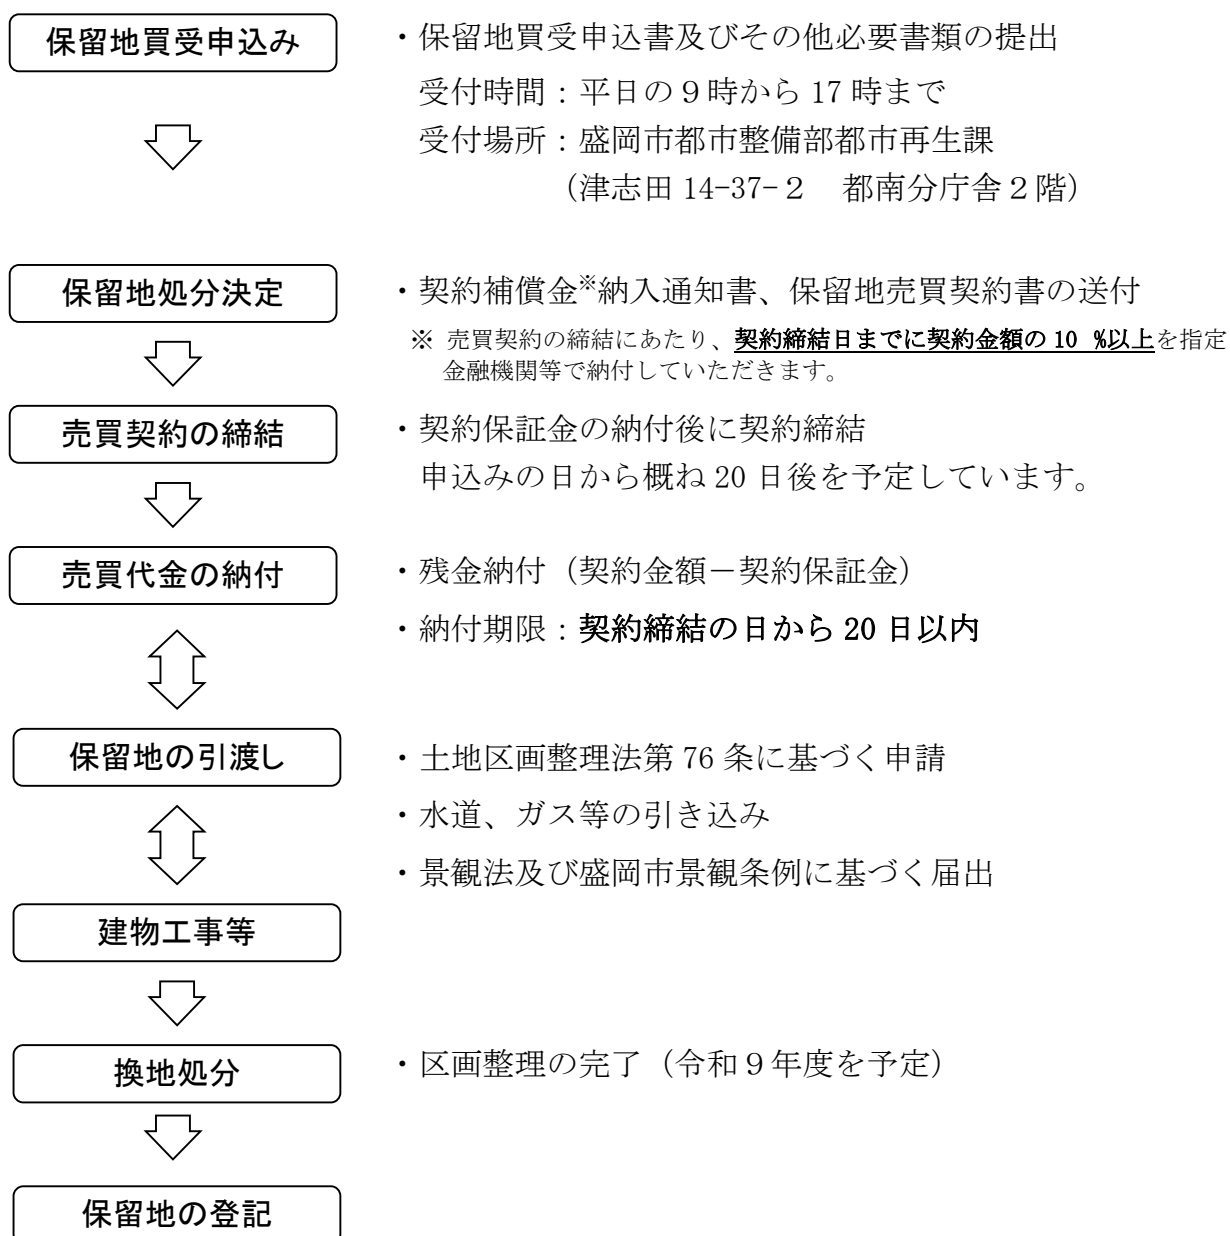 保留地買受申込み
・保留地買受申込書及びその他必要書類の提出
受付時間：平日の９時から 17 時まで
受付場所：盛岡市都市整備部都市再生課
（津志田 14-37-２　都南分庁舎２階）
保留地処分決定
・契約補償金※納入通知書、保留地売買契約書の送付
※ 売買契約の締結にあたり、契約締結日までに契約金額の 10 %以上を指定
金融機関等で納付していただきます。
売買契約の締結
・契約保証金の納付後に契約締結
申込みの日から概ね 20 日後を予定しています。
売買代金の納付
・残金納付（契約金額－契約保証金）
・納付期限：契約締結の日から 20 日以内
保留地の引渡し
・土地区画整理法第 76 条に基づく申請
・水道、ガス等の引き込み
・景観法及び盛岡市景観条例に基づく届出
建物工事等
換地処分
・区画整理の完了（令和９年度を予定）
保留地の登記